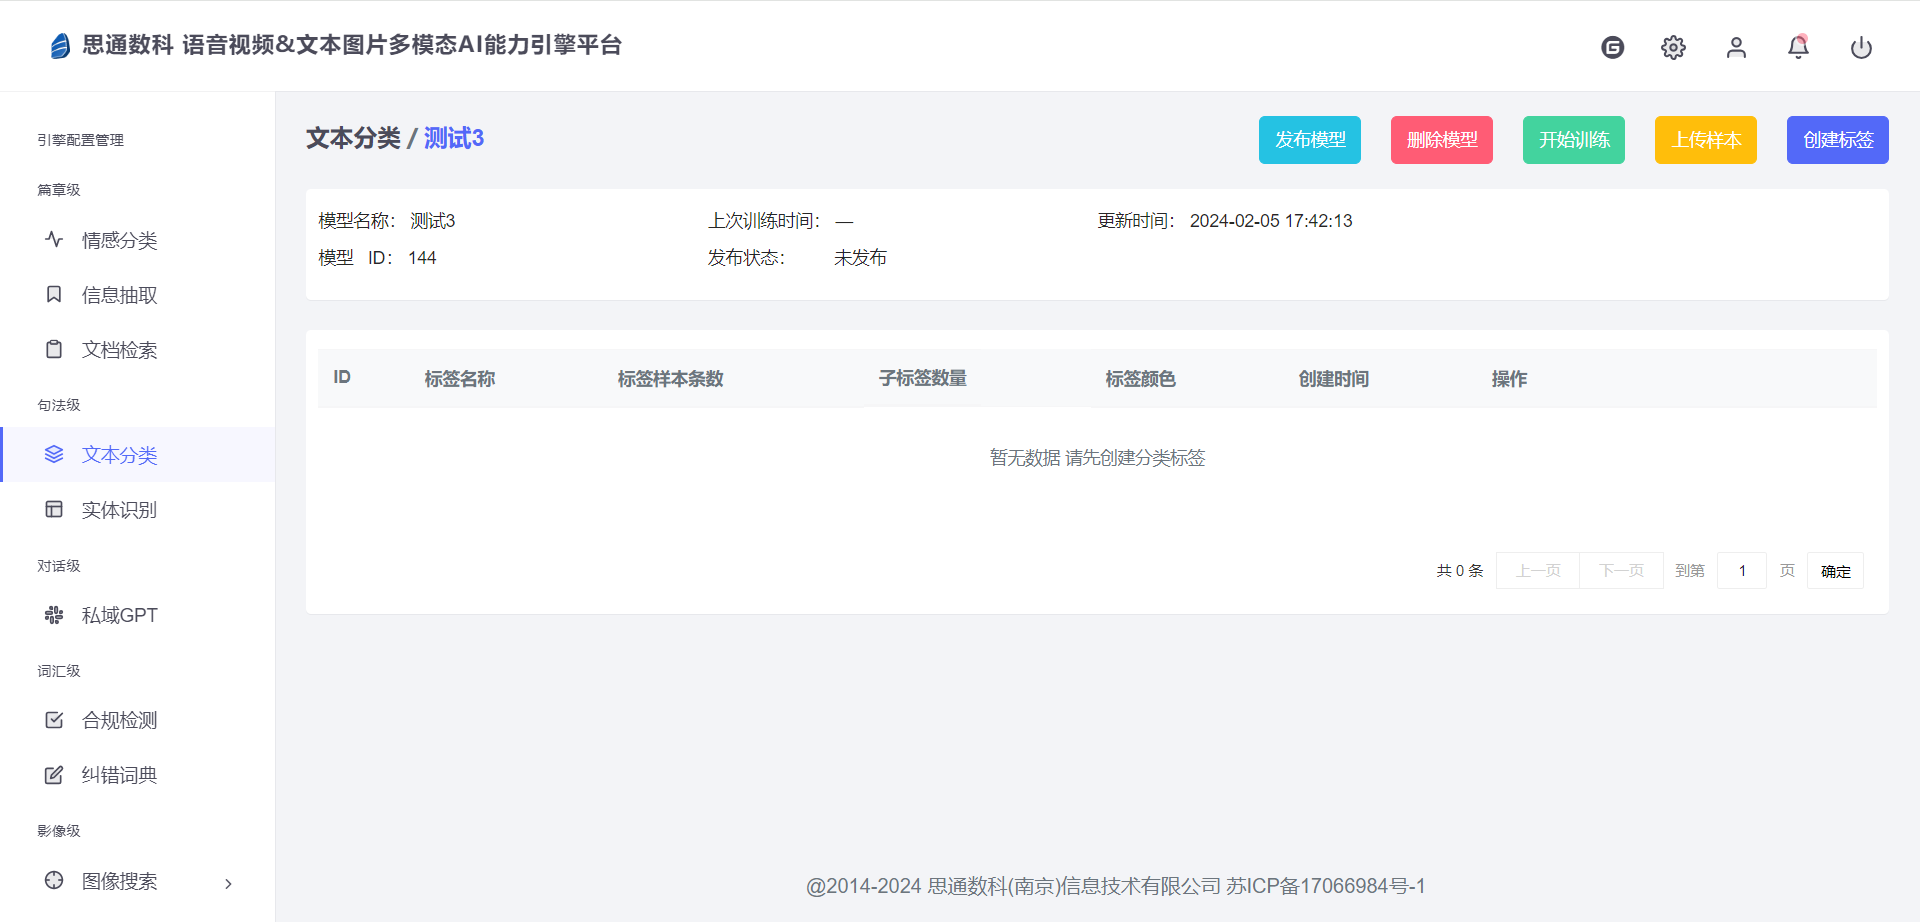 思通数科 语音视频&文本图片多模态AI能力引擎平台
引擎配置管理
篇章级
情感分类
信息抽取
文档检索
句法级
文本分类
实体识别
对话级
私域GPT
词汇级
合规检测
纠错词典
影像级
图像搜索
文本分类 / 测试3
发布模型 删除模型 开始训练 上传样本 创建标签
模型名称： 测试3 上次训练时间： — 更新时间： 2024-02-05 17:42:13
模型 ID： 144 发布状态： 未发布
ID 标签名称 标签样本条数 子标签数量 标签颜色 创建时间 操作
暂无数据 请先创建分类标签
共 0 条 上一页 下一页 到第 1 页 确定
@2014-2024 思通数科(南京)信息技术有限公司 苏ICP备17066984号-1